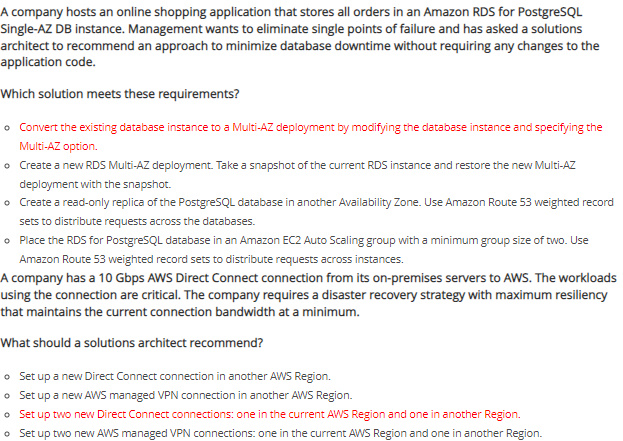 A company hosts an online shopping application that stores all orders in an Amazon RDS for PostgreSQL
Single-AZ DB instance. Management wants to eliminate single points of failure and has asked a solutions
architect to recommend an approach to minimize database downtime without requiring any changes to the
application code.
Which solution meets these requirements?
Convert the existing database instance to a Multi-AZ deployment by modifying the database instance and specifying the
Multi-AZ option.
Create a new RDS Multi-AZ deployment. Take a snapshot of the current RDS instance and restore the new Multi-AZ
deployment with the snapshot.
Create a read-only replica of the PostgreSQL database in another Availability Zone. Use Amazon Route 53 weighted record
sets to distribute requests across the databases.
Place the RDS for PostgreSQL database in an Amazon EC2 Auto Scaling group with a minimum group size of two. Use
Amazon Route 53 weighted record sets to distribute requests across instances.
A company has a 10 Gbps AWS Direct Connect connection from its on-premises servers to AWS. The workloads
using the connection are critical. The company requires a disaster recovery strategy with maximum resiliency
that maintains the current connection bandwidth at a minimum.
What should a solutions architect recommend?
Set up a new Direct Connect connection in another AWS Region.
Set up a new AWS managed VPN connection in another AWS Region.
Set up two new Direct Connect connections: one in the current AWS Region and one in another Region.
Set up two new AWS managed VPN connections: one in the current AWS Region and one in another Region.